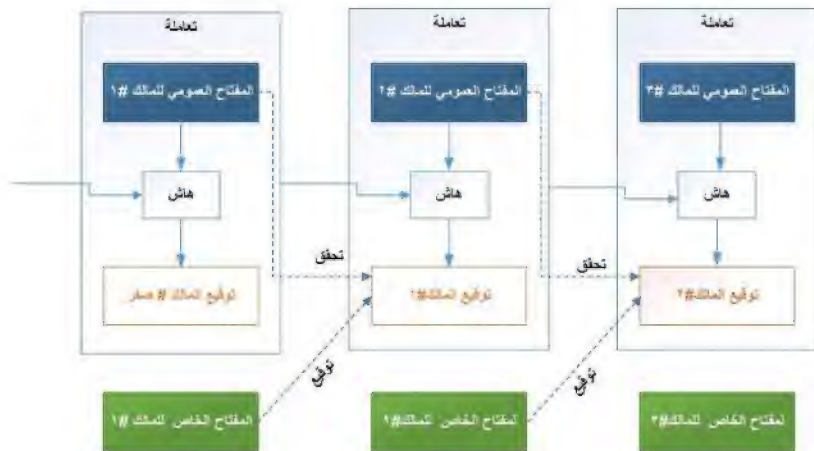 تعاملة
تعاملة
تعاملة
المفتاح العمومي للمالك #١
المفتاح العمومي للمالك #٢
المفتاح العمومي للمالك #٣
هاش
هاش
هاش
تحقق
تحقق
توقيع المالك # صفر
توقيع المالك#١
توقيع المالك#٢
توقيع
توقيع
المفتاح الخاص للمالك #١
لمفتاح الخاص للمالك#٢
لمفتاح الخاص للمالك#٣